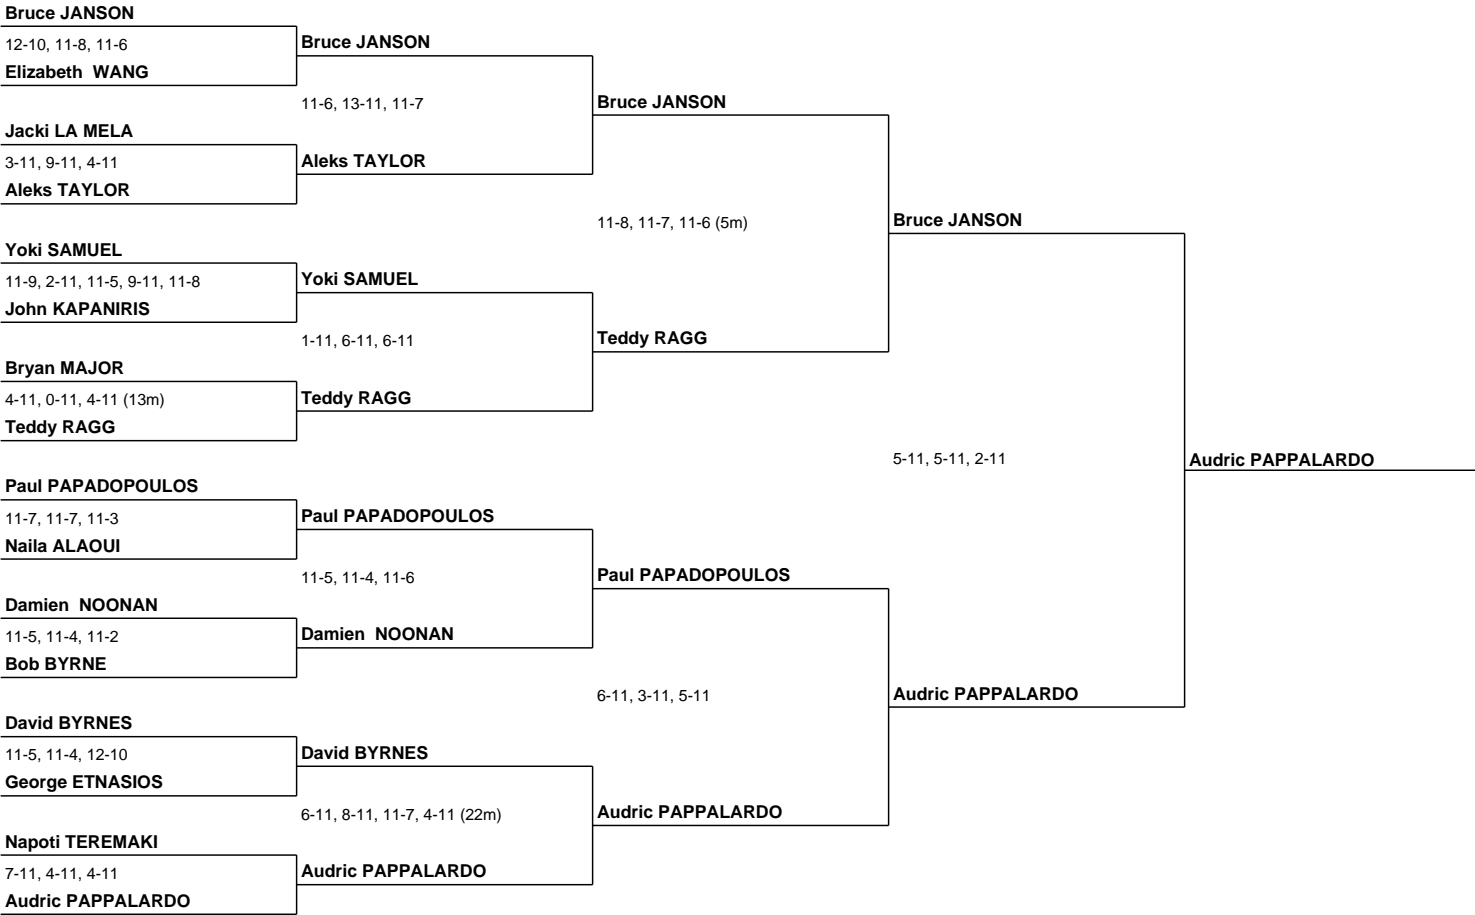 Bruce JANSON
12-10, 11-8, 11-6
Elizabeth  WANG
Jacki LA MELA
3-11, 9-11, 4-11
Aleks TAYLOR
Yoki SAMUEL
11-9, 2-11, 11-5, 9-11, 11-8
John KAPANIRIS
Bryan MAJOR
4-11, 0-11, 4-11 (13m)
Teddy RAGG
Paul PAPADOPOULOS
11-7, 11-7, 11-3
Naila ALAOUI
Damien  NOONAN
11-5, 11-4, 11-2
Bob BYRNE
David BYRNES
11-5, 11-4, 12-10
George ETNASIOS
Napoti TEREMAKI
7-11, 4-11, 4-11
Audric PAPPALARDO
Bruce JANSON
11-6, 13-11, 11-7
Aleks TAYLOR
Yoki SAMUEL
1-11, 6-11, 6-11
Teddy RAGG
Paul PAPADOPOULOS
11-5, 11-4, 11-6
Damien  NOONAN
David BYRNES
6-11, 8-11, 11-7, 4-11 (22m)
Audric PAPPALARDO
Bruce JANSON
11-8, 11-7, 11-6 (5m)
Teddy RAGG
Paul PAPADOPOULOS
6-11, 3-11, 5-11
Audric PAPPALARDO
Bruce JANSON
5-11, 5-11, 2-11
Audric PAPPALARDO
Audric PAPPALARDO